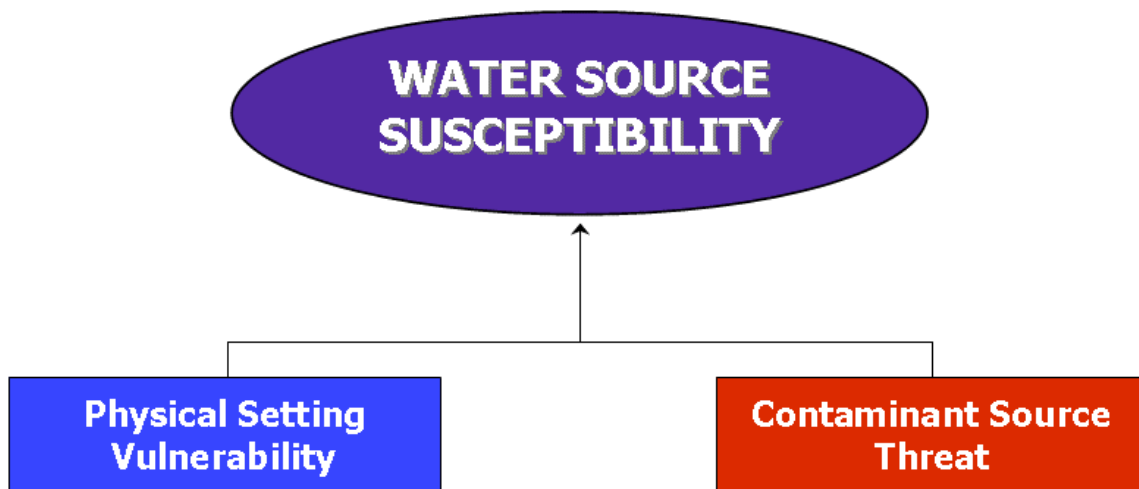 WATER SOURCE
SUSCEPTIBILITY
Physical Setting
Vulnerability
Contaminant Source
Threat